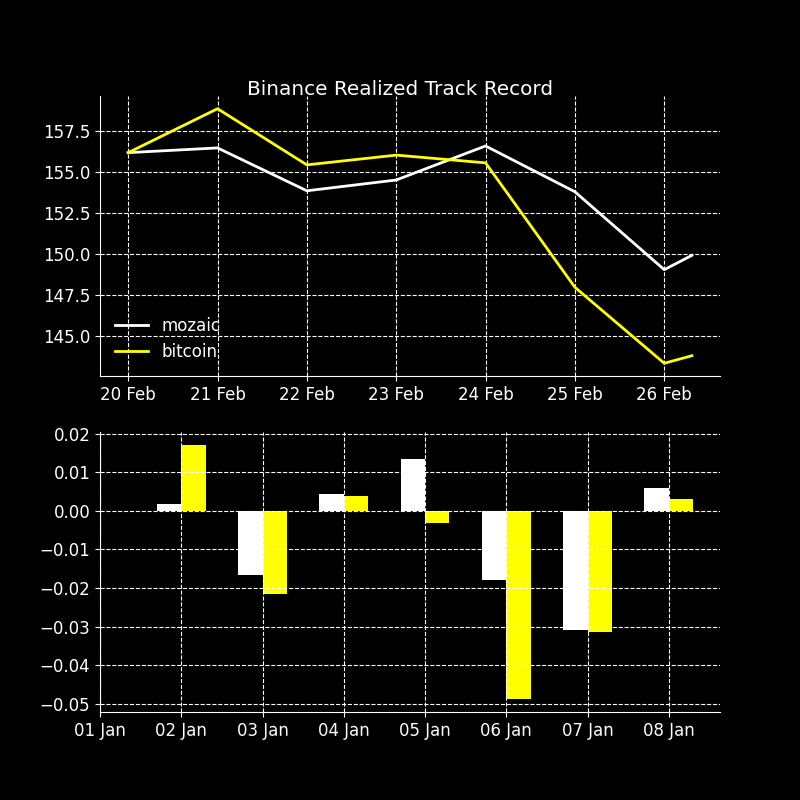 Binance Realized Track Record
157.5
155.0
152.5
150.0
147.5
145.0
mozaic
bitcoin
20 Feb 21 Feb 22 Feb 23 Feb 24 Feb 25 Feb 26 Feb
0.02
0.01
0.00
−0.01
−0.02
−0.03
−0.04
−0.05
01 Jan 02 Jan 03 Jan 04 Jan 05 Jan 06 Jan 07 Jan 08 Jan